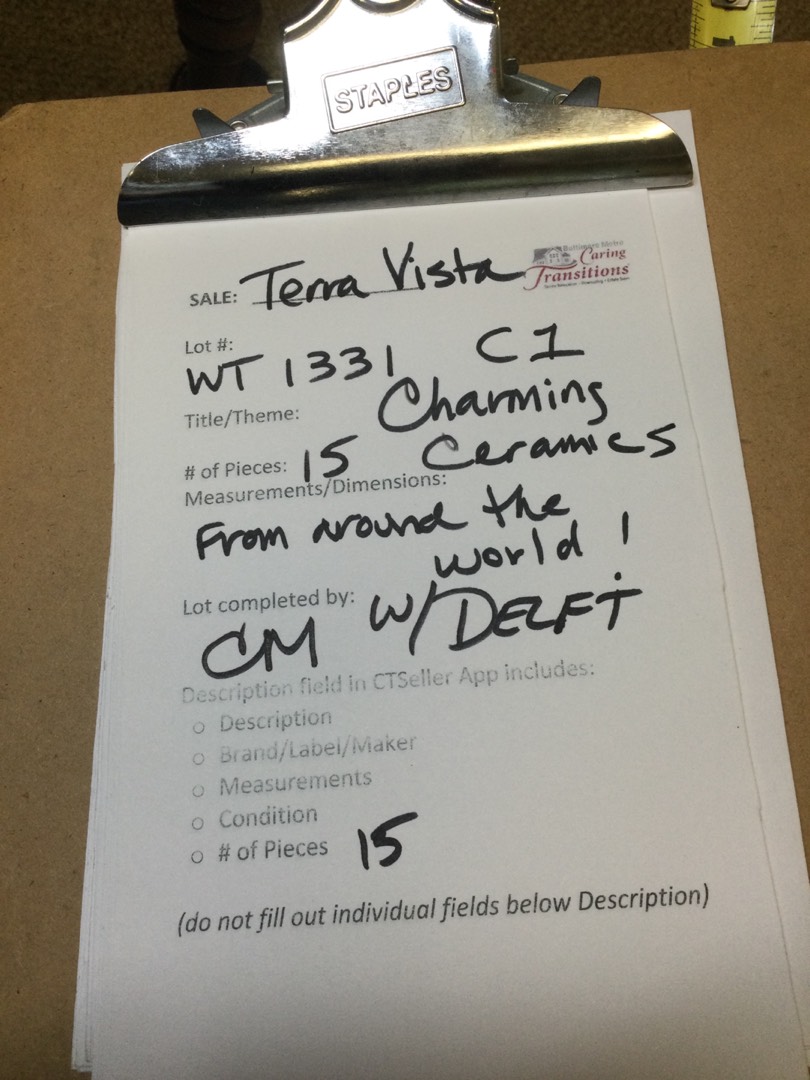 STAPLES
SALE: Terra Vista
Baltimore Metro
Caring
Transitions
Lot #:
WT 1331 C1
Title/Theme: Charming
# of Pieces: 15 Ceramics
Measurements/Dimensions:
From around the
world !
Lot completed by: W/DELFT
CM
Description field in CTSeller App includes:
○ Description
○ Brand/Label/Maker
○ Measurements
○ Condition
○ # of Pieces 15
(do not fill out individual fields below Description)